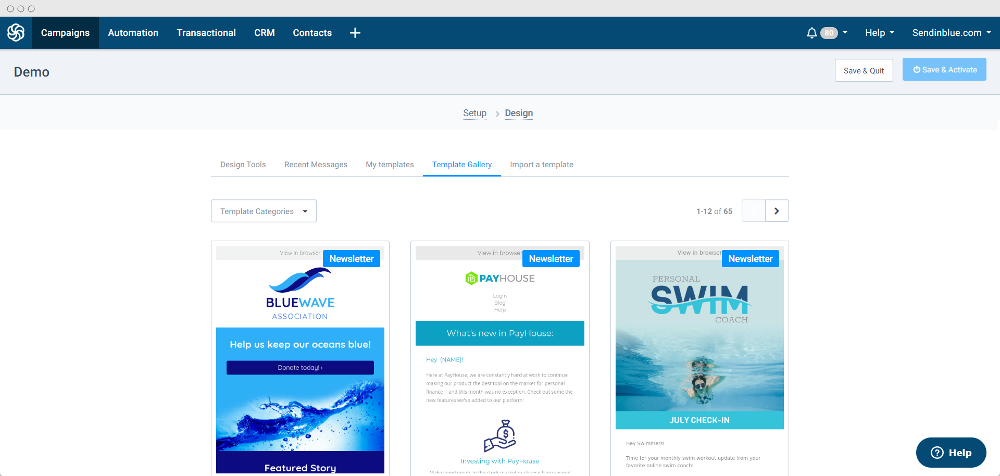 Campaigns Automation Transactional CRM Contacts 80 Help Sendinblue.com
Demo
Save & Quit Save & Activate
Setup Design
Design Tools Recent Messages My templates Template Gallery Import a template
Template Categories 1-12 of 65
View in browser
Newsletter
BLUEWAVE
ASSOCIATION
Help us keep our oceans blue!
Donate today! ›
Featured Story
View in browser
Newsletter
PAYHOUSE
Login
Blog
Help
What's new in PayHouse:
Hey {NAME}!
Here at PayHouse, we are constantly hard at work to continue
making our product the best tool on the market for personal
finance -- and this month was no exception. Check out some the
new features we've added to our platform:
$
Investing with PayHouse
Make investments in the stock market or choose from several
View in browser
Newsletter
PERSONAL
SWIM
COACH
JULY CHECK-IN
Hey Swimmers!
Time for your monthly swim workout update from your
favorite online swim coach!
Help